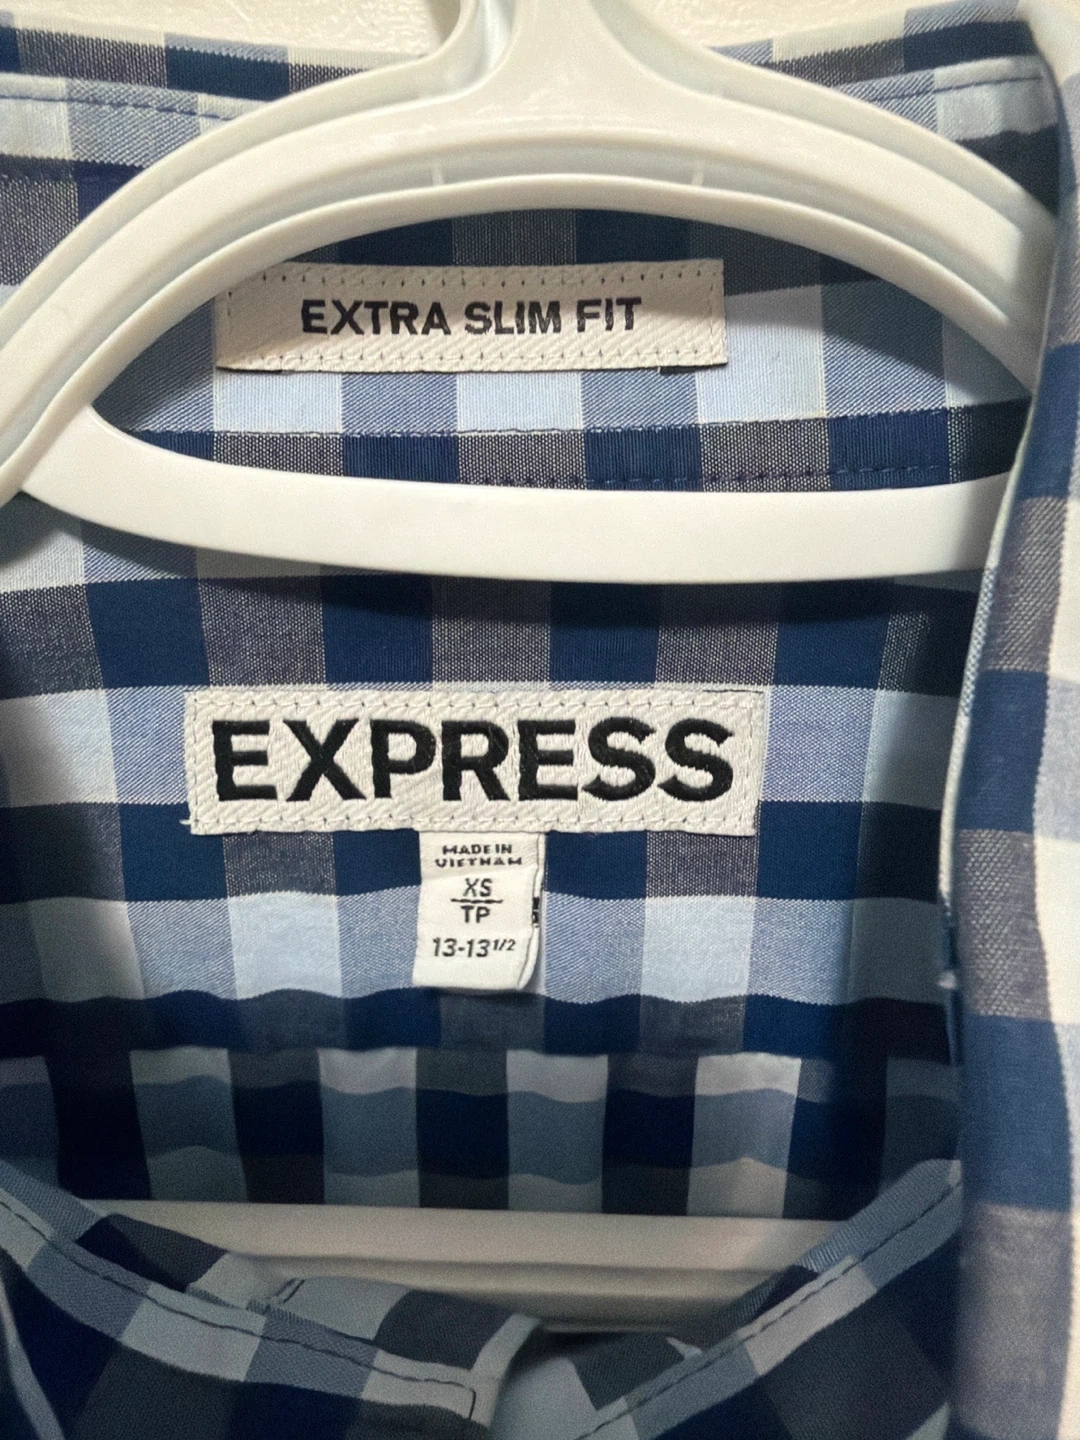 EXTRA SLIM FIT
EXPRESS
MADE IN
VIETNAM
XS
TP
13-13 1/2